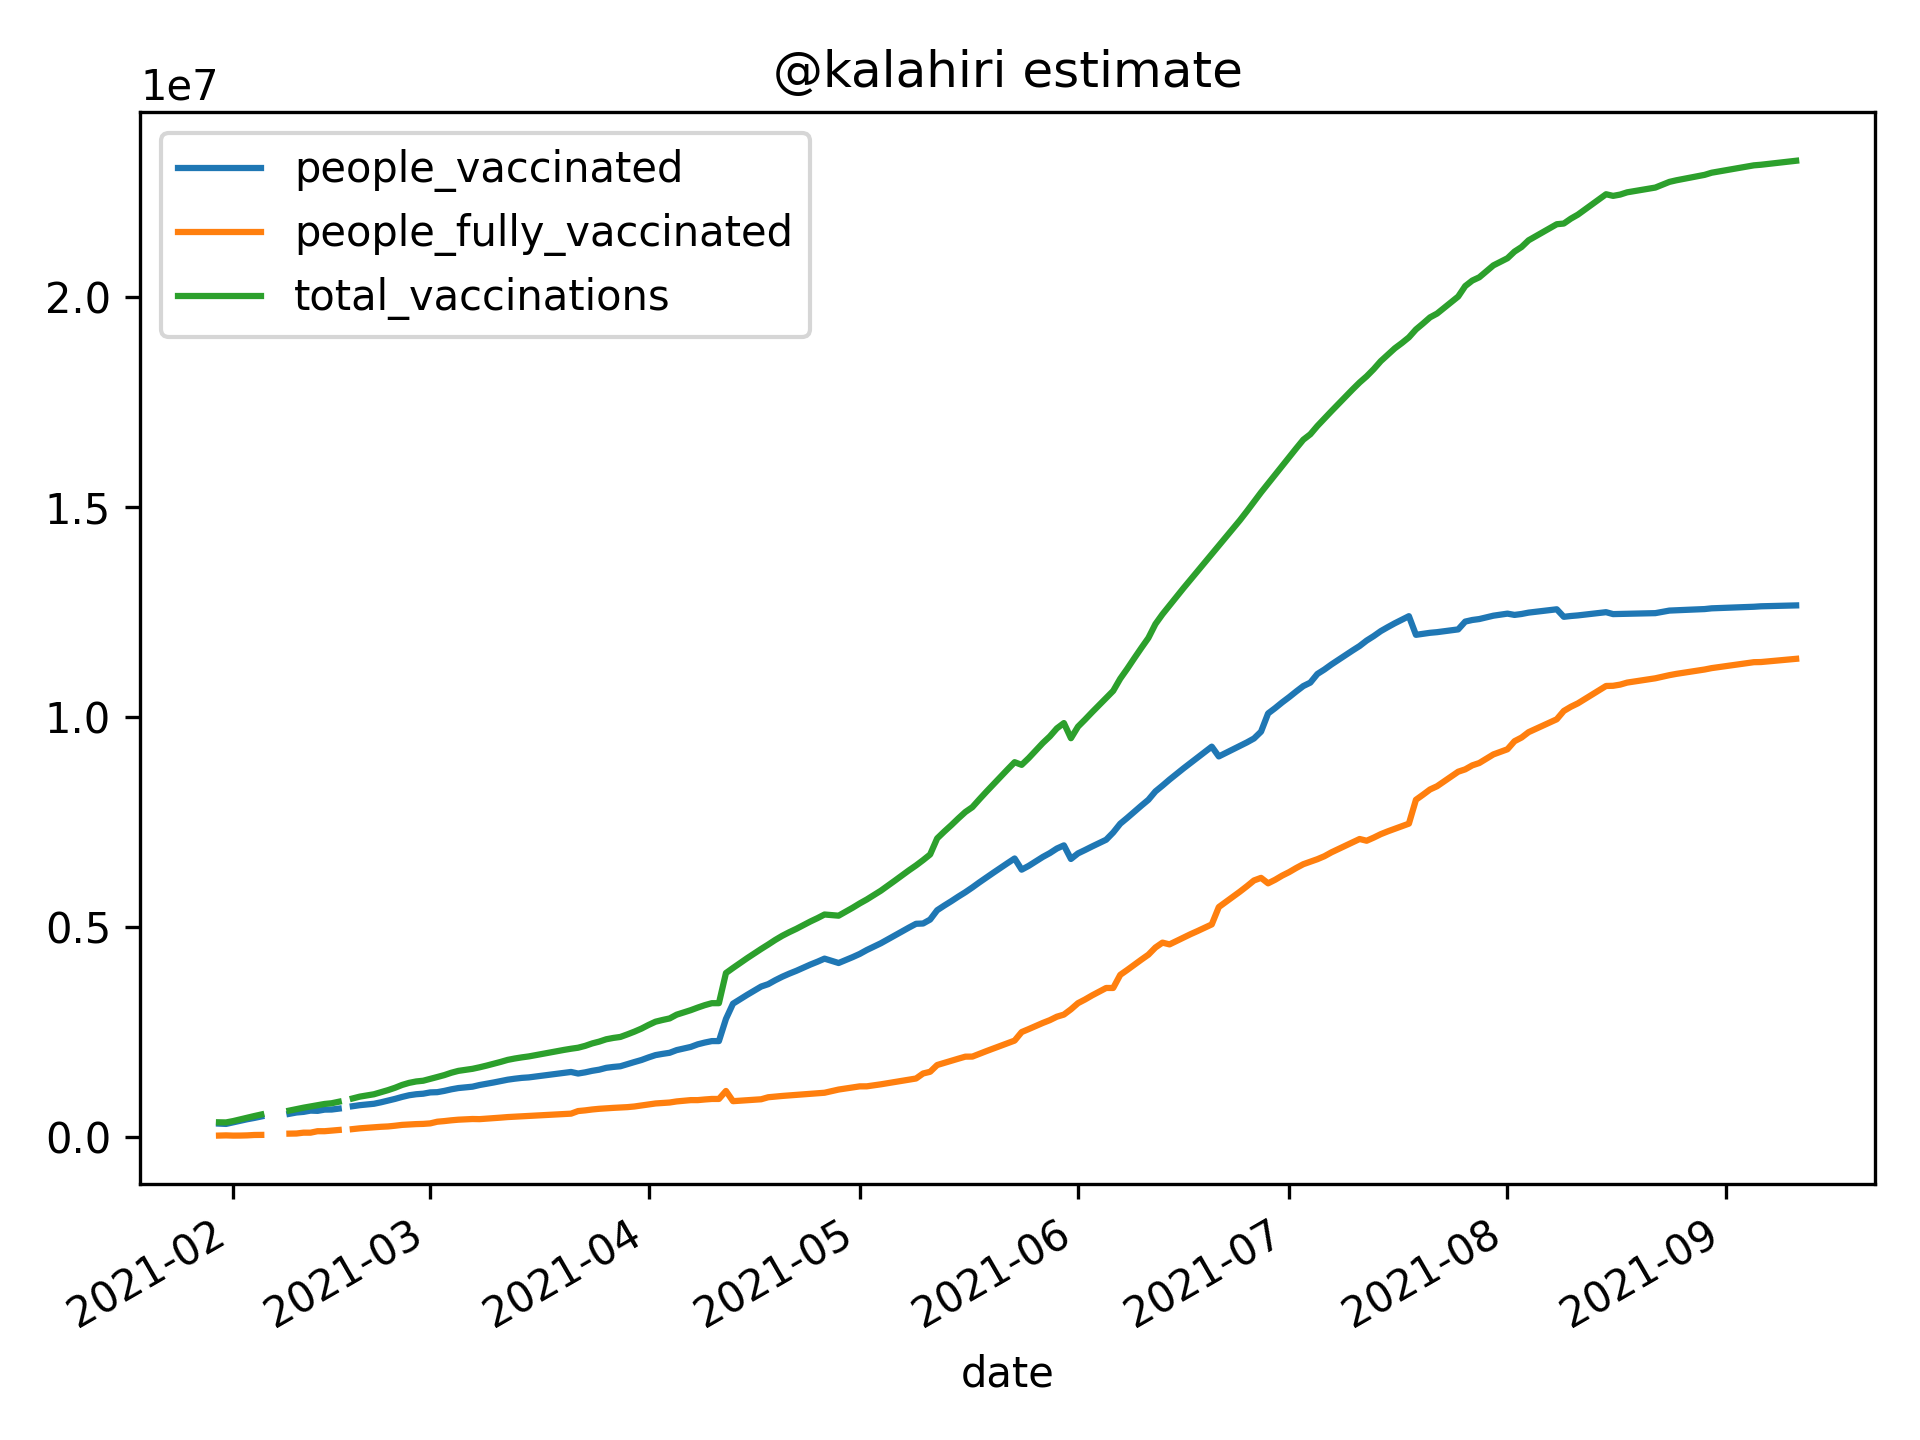 @kalahiri estimate
1e7
people_vaccinated
people_fully_vaccinated
total_vaccinations
2.0
1.5
1.0
0.5
0.0
2021-02
2021-03
2021-04
2021-05
2021-06
2021-07
2021-08
2021-09
date